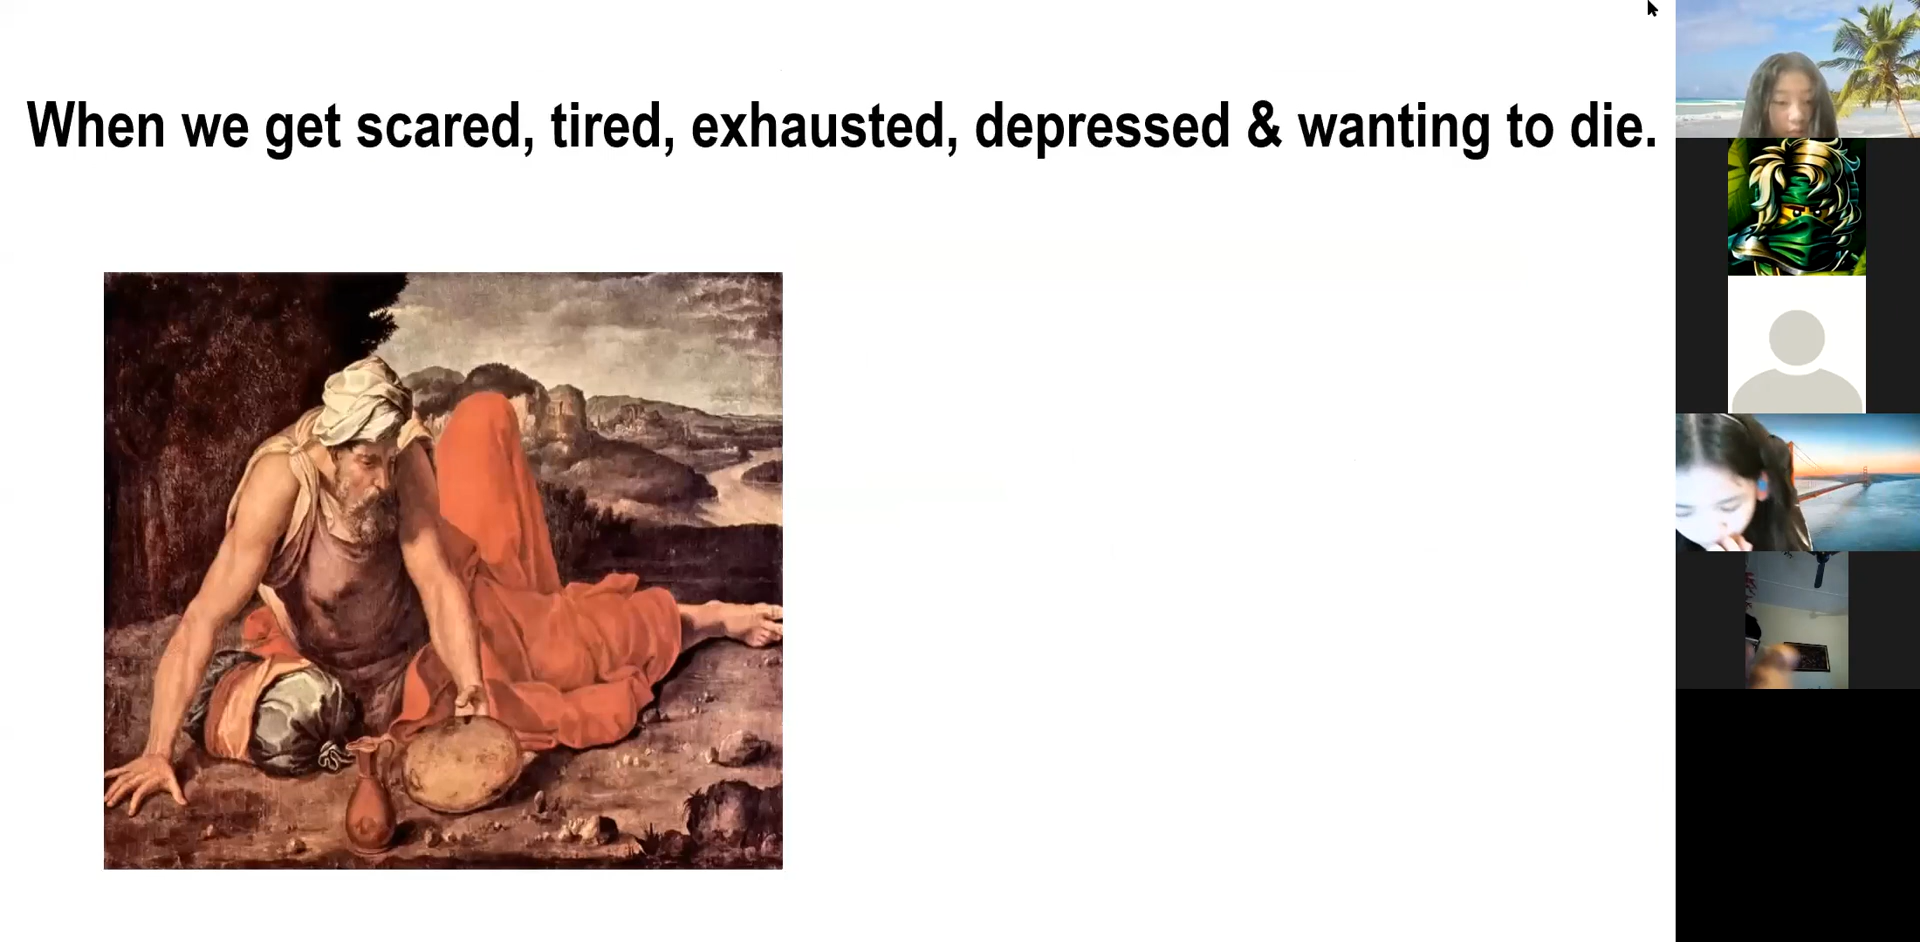 When we get scared, tired, exhausted, depressed & wanting to die.